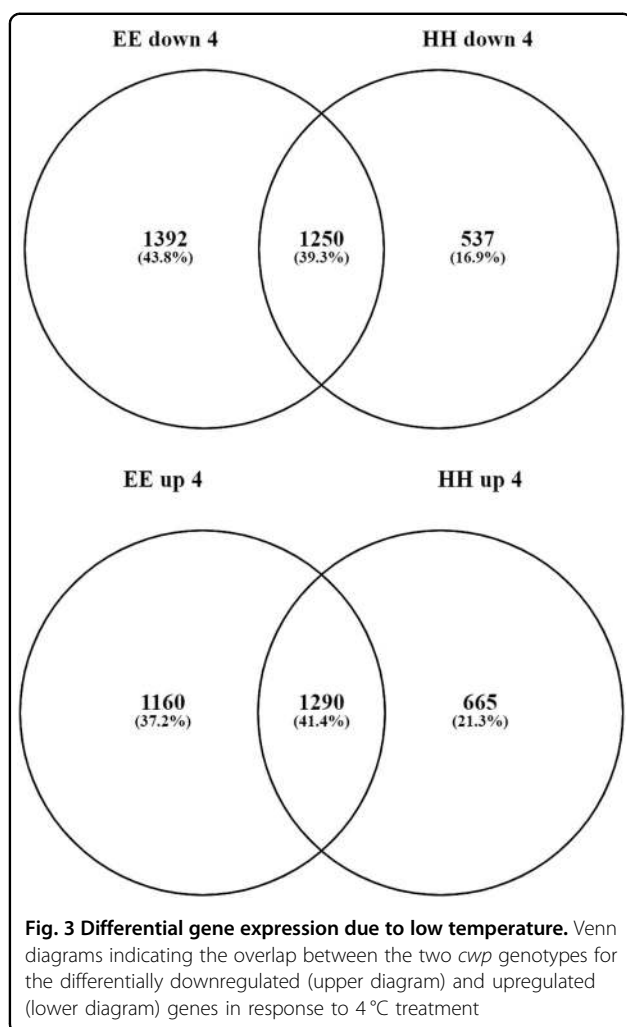 EE down 4 HH down 4
1392 1250 537
(43.8%) (39.3%) (16.9%)
EE up 4 HH up 4
1160 1290 665
(37.2%) (41.4%) (21.3%)
Fig. 3 Differential gene expression due to low temperature. Venn
diagrams indicating the overlap between the two cwp genotypes for
the differentially downregulated (upper diagram) and upregulated
(lower diagram) genes in response to 4 °C treatment